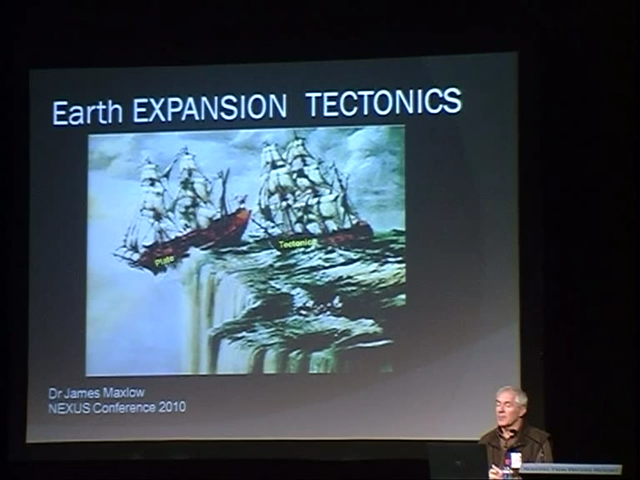 Earth EXPANSION TECTONICS
Plate
Tectonics
Dr James Maxlow
NEXUS Conference 2010